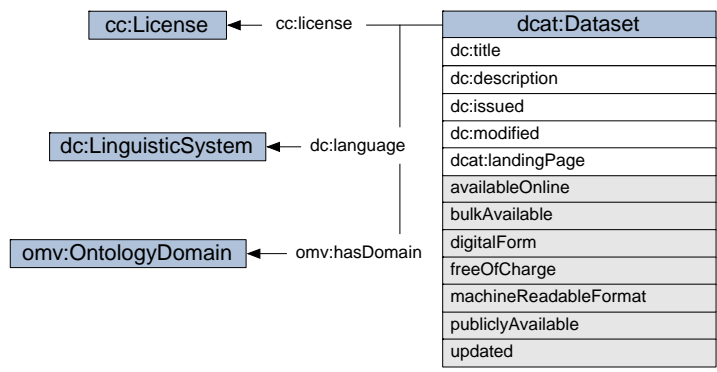 cc:License
cc:license
dcat:Dataset
dc:title
dc:description
dc:issued
dc:modified
dcat:landingPage
availableOnline
bulkAvailable
digitalForm
freeOfCharge
machineReadableFormat
publiclyAvailable
updated
dc:LinguisticSystem
dc:language
omv:OntologyDomain
omv:hasDomain